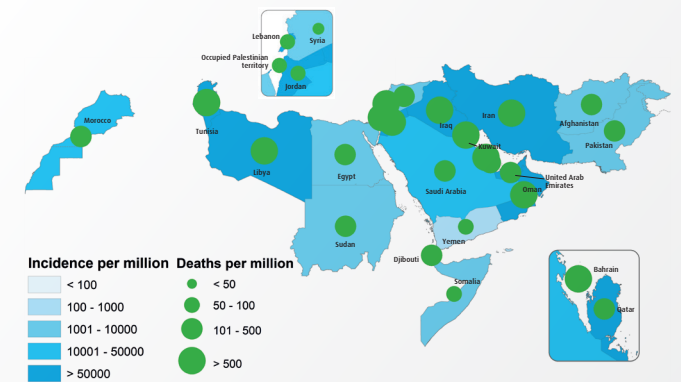 Lebanon
Syria
Occupied Palestinian
territory
Jordan
Morocco
Tunisia
Libya
Egypt
Sudan
Iraq
Iran
Kuwait
Afghanistan
Pakistan
Saudi Arabia
United Arab
Emirates
Oman
Yemen
Djibouti
Somalia
Bahrain
Qatar
Incidence per million
< 100
100 - 1000
1001 - 10000
10001 - 50000
> 50000
Deaths per million
< 50
50 - 100
101 - 500
> 500